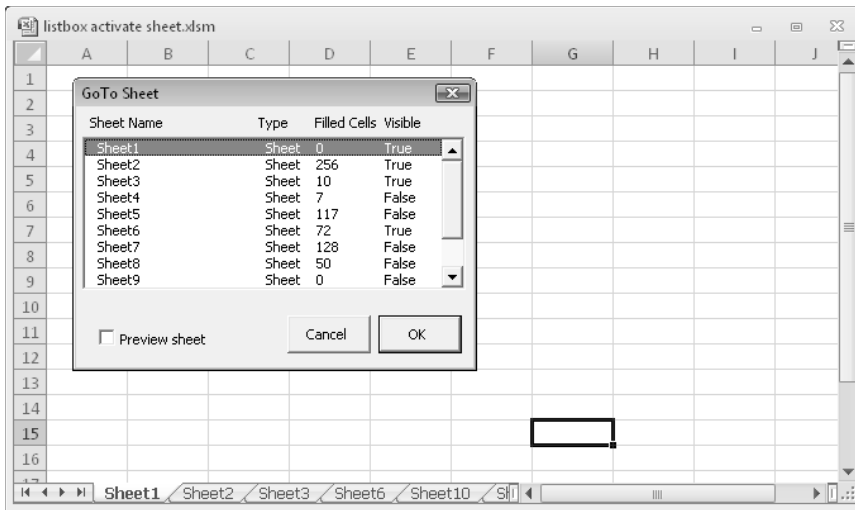 listbox activate sheet.xlsm
A B C D E F G H I J
1
GoTo Sheet
2
Sheet Name Type Filled Cells Visible
3
Sheet1 Sheet 0 True
4
Sheet2 Sheet 256 True
Sheet3 Sheet 10 True
5
Sheet4 Sheet 7 False
6
Sheet5 Sheet 117 False
Sheet6 Sheet 72 True
7
Sheet7 Sheet 128 False
8
Sheet8 Sheet 50 False
Sheet9 Sheet 0 False
9
10
11
Preview sheet Cancel OK
12
13
14
15
16
Sheet1 Sheet2 Sheet3 Sheet6 Sheet10